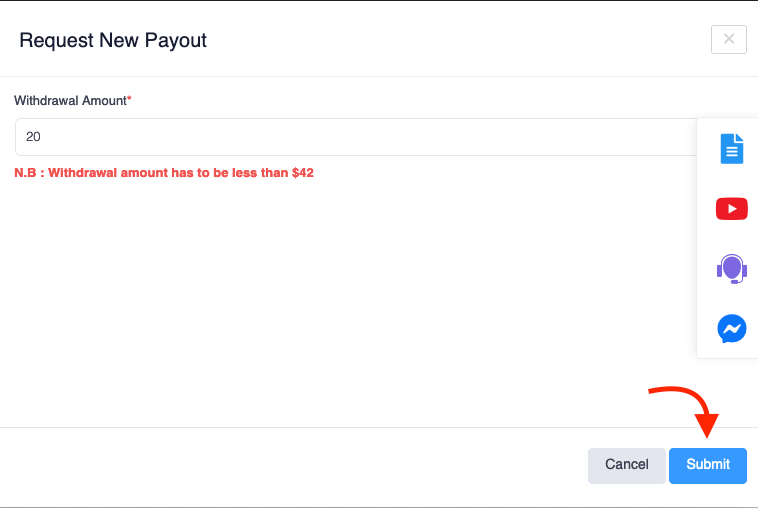 Request New Payout
Withdrawal Amount*
20
N.B : Withdrawal amount has to be less than $42
Cancel
Submit